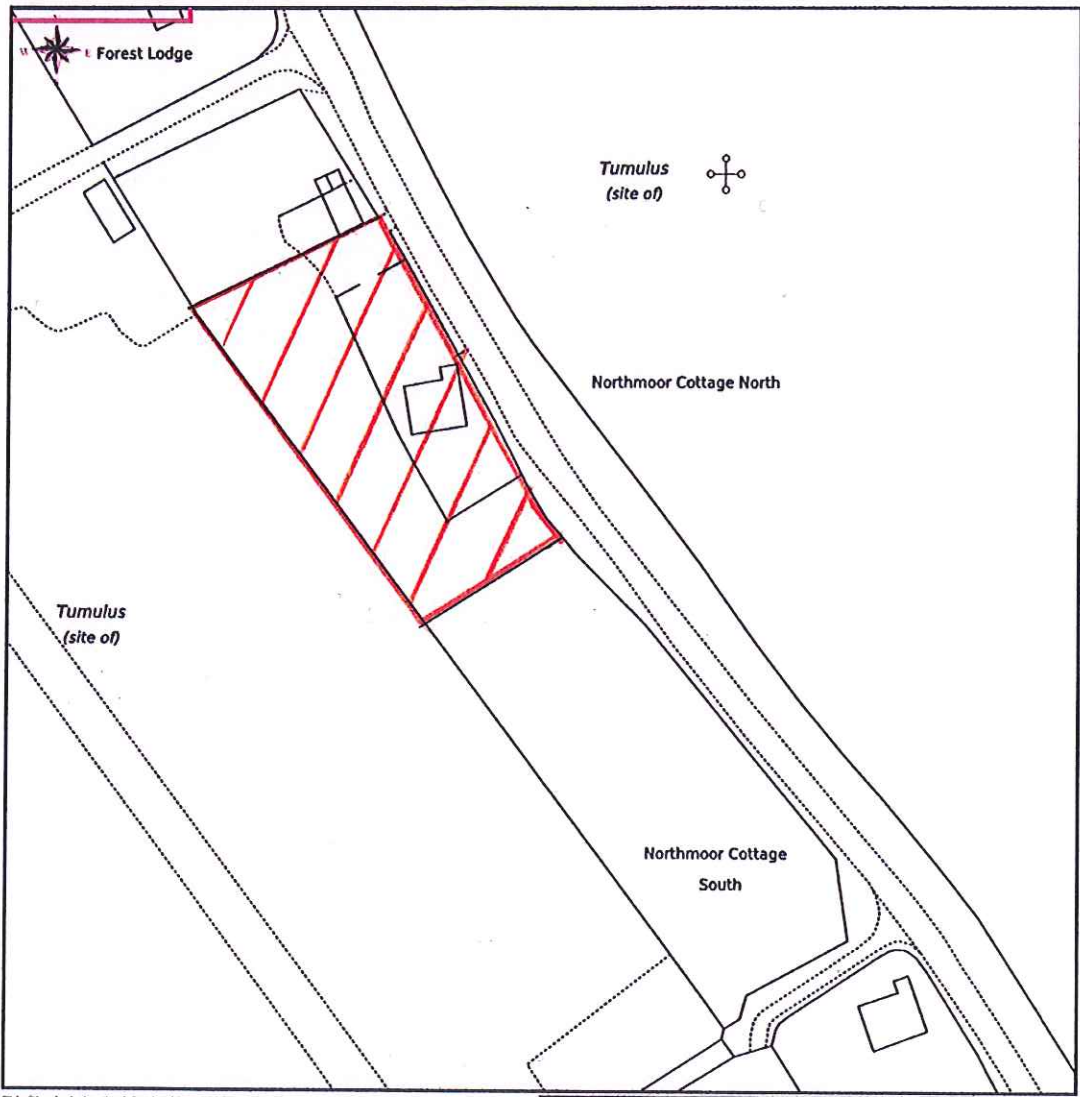 Forest Lodge
E
Tumulus
(site of)
Northmoor Cottage North
Tumulus
(site of)
Northmoor Cottage
South